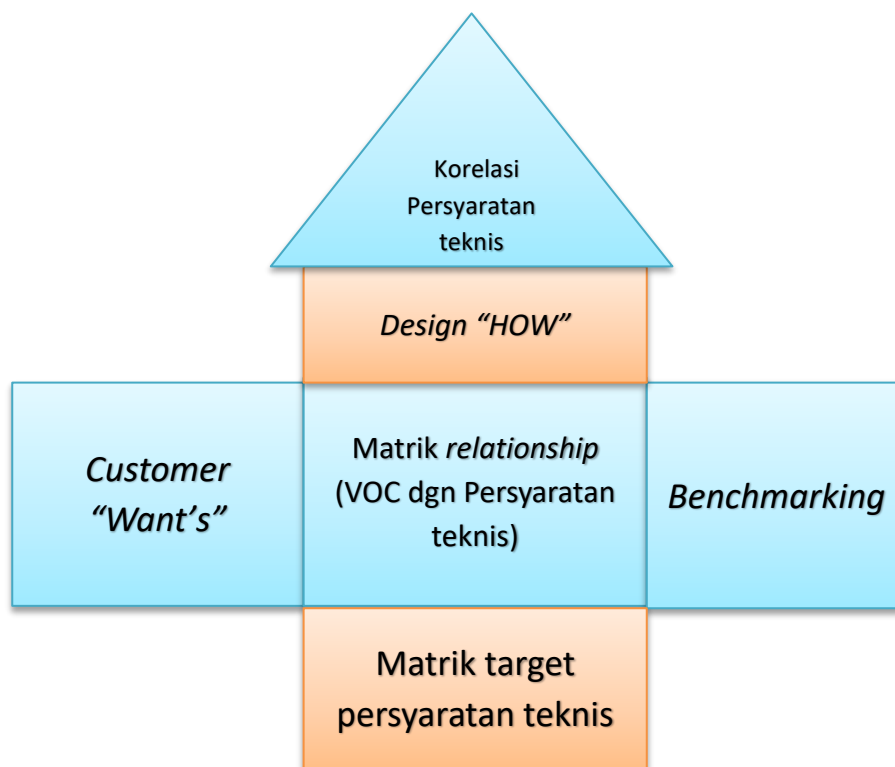 Korelasi
Persyaratan
teknis
Design “HOW”
Customer
“Want’s”
Matrik relationship
(VOC dgn Persyaratan
teknis)
Benchmarking
Matrik target
persyaratan teknis